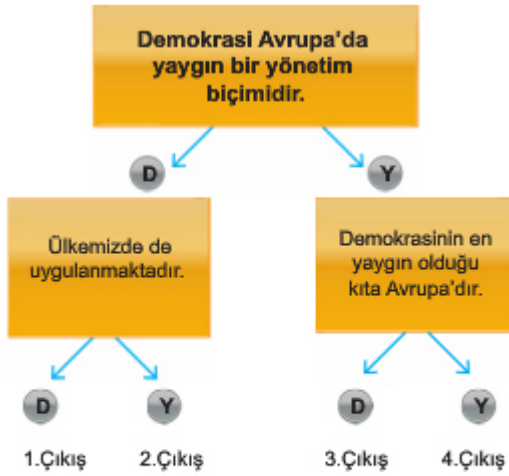 Demokrasi Avrupa'da
yaygın bir yönetim
biçimidir.
D
Y
Ülkemizde de
uygulanmaktadır.
Demokrasinin en
yaygın olduğu
kıta Avrupa'dır.
D
Y
D
Y
1.Çıkış
2.Çıkış
3.Çıkış
4.Çıkış